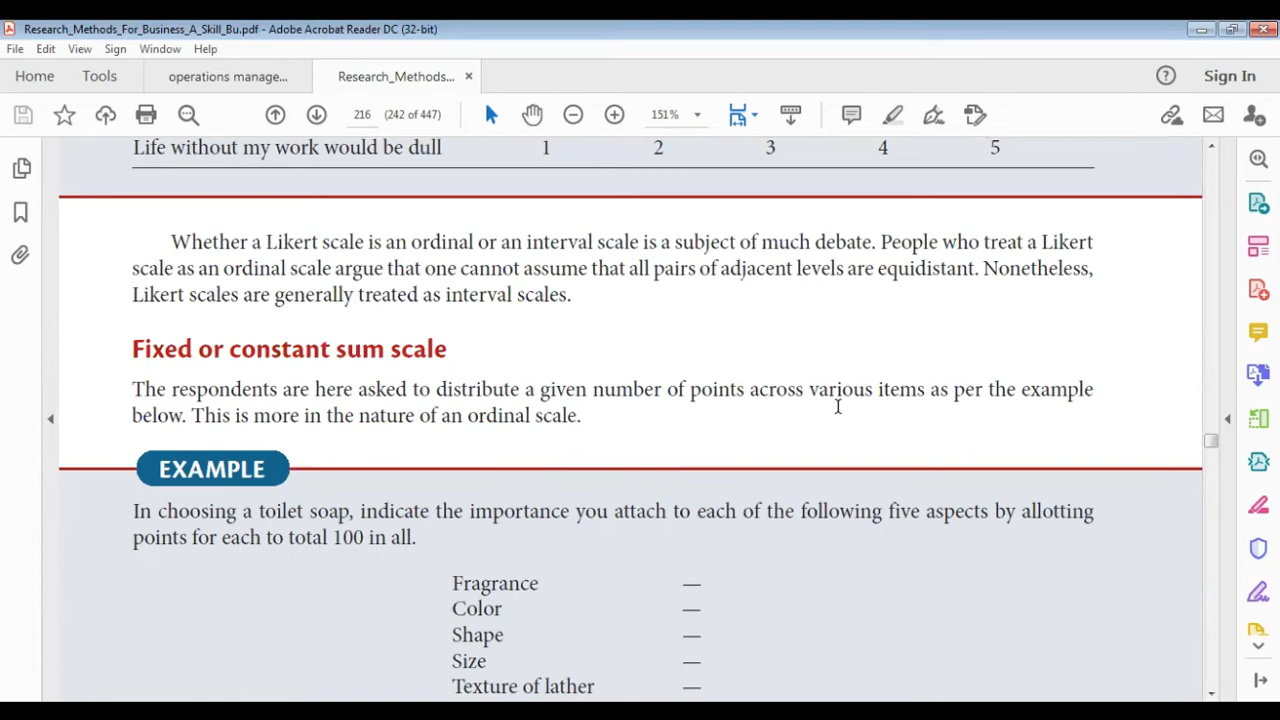 Research_Methods_For_Business_A_Skill_Bu.pdf - Adobe Acrobat Reader DC (32-bit)
File Edit View Sign Window Help
Home Tools operations manage... Research_Methods... × Sign In
216 (242 of 447) 151%
Life without my work would be dull 1 2 3 4 5
Whether a Likert scale is an ordinal or an interval scale is a subject of much debate. People who treat a Likert
scale as an ordinal scale argue that one cannot assume that all pairs of adjacent levels are equidistant. Nonetheless,
Likert scales are generally treated as interval scales.
Fixed or constant sum scale
The respondents are here asked to distribute a given number of points across various items as per the example
below. This is more in the nature of an ordinal scale.
EXAMPLE
In choosing a toilet soap, indicate the importance you attach to each of the following five aspects by allotting
points for each to total 100 in all.
Fragrance —
Color —
Shape —
Size —
Texture of lather —